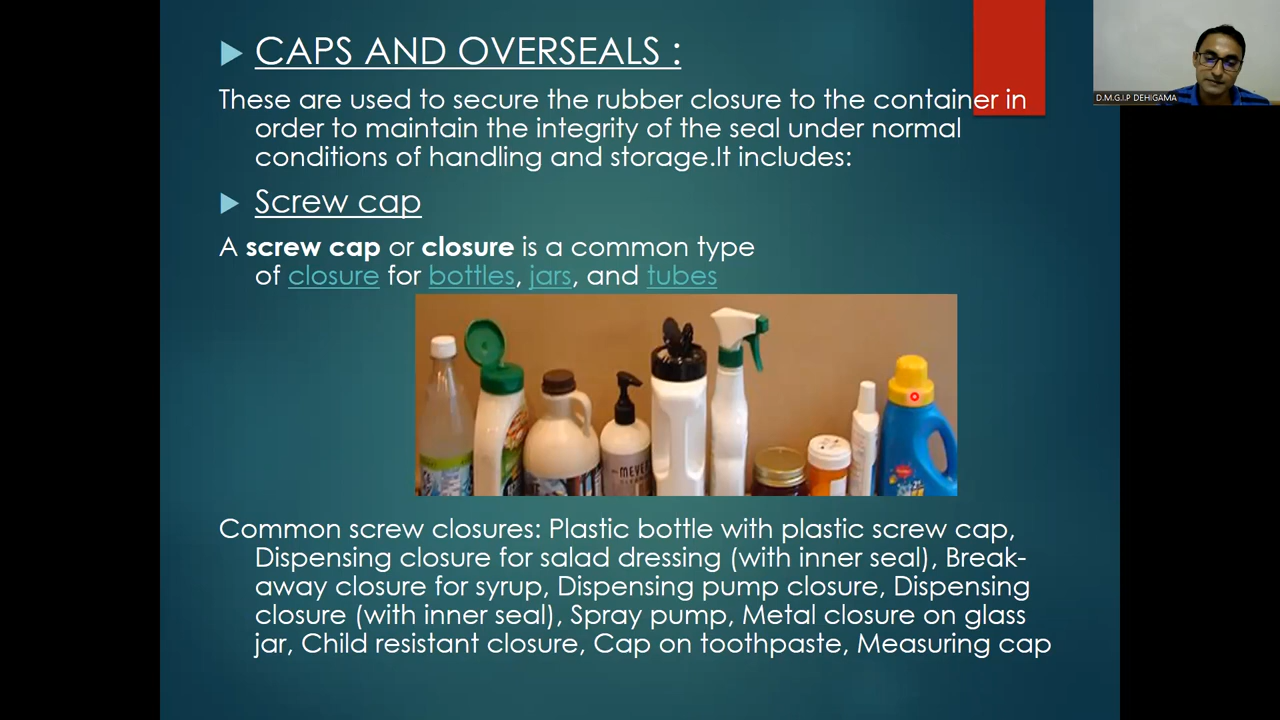 CAPS AND OVERSEALS :
D.M.G.I.P DEHIGAMA
These are used to secure the rubber closure to the container in
order to maintain the integrity of the seal under normal
conditions of handling and storage.It includes:
Screw cap
A screw cap or closure is a common type
of closure for bottles, jars, and tubes
Common screw closures: Plastic bottle with plastic screw cap,
Dispensing closure for salad dressing (with inner seal), Break-
away closure for syrup, Dispensing pump closure, Dispensing
closure (with inner seal), Spray pump, Metal closure on glass
jar, Child resistant closure, Cap on toothpaste, Measuring cap